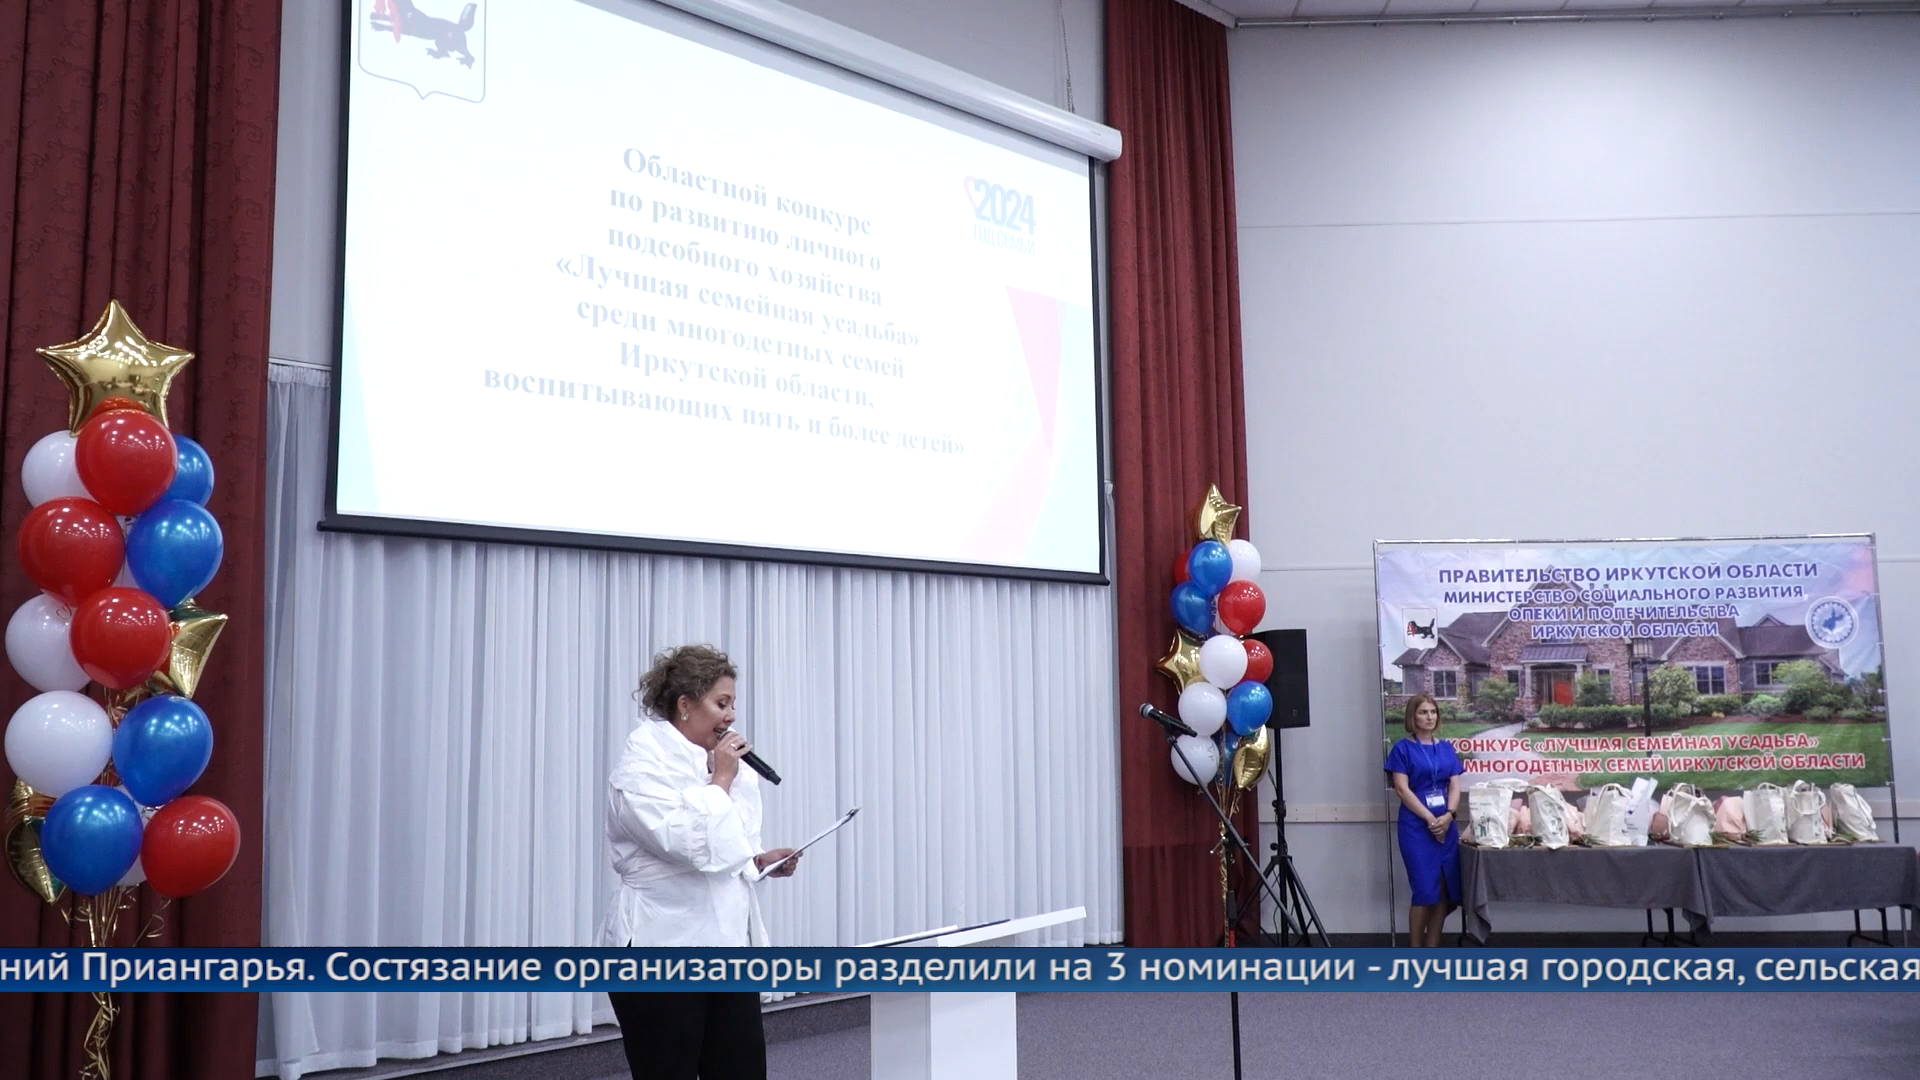 Областной конкурс
по развитию личного
подсобного хозяйства
«Лучшая семейная усадьба»
среди многодетных семей
Иркутской области,
воспитывающих пять и более детей»
2024
ГОД СЕМЬИ
ПРАВИТЕЛЬСТВО ИРКУТСКОЙ ОБЛАСТИ
МИНИСТЕРСТВО СОЦИАЛЬНОГО РАЗВИТИЯ
ОПЕКИ И ПОПЕЧИТЕЛЬСТВА
ИРКУТСКОЙ ОБЛАСТИ
КОНКУРС «ЛУЧШАЯ СЕМЕЙНАЯ УСАДЬБА»
МНОГОДЕТНЫХ СЕМЕЙ ИРКУТСКОЙ ОБЛАСТИ
ний Приангарья. Состязание организаторы разделили на 3 номинации - лучшая городская, сельская